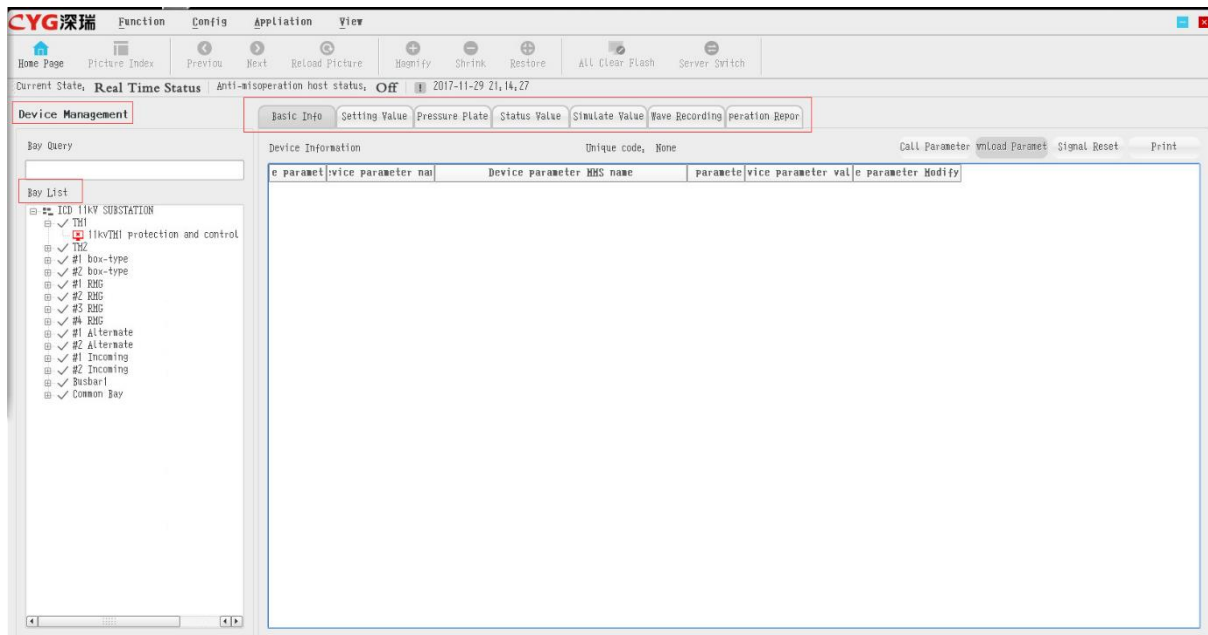 CYG深瑞 Function Config Appliation View
Home Page Picture Index Previou Next Reload Picture Magnify Shrink Restore All Clear Flash Server Switch
Current State, Real Time Status Anti-misoperation host status, Off 2017-11-29 21,14,27
Device Management
Basic Info Setting Value Pressure Plate Status Value Simulate Value Wave Recording peration Repor
Bay Query
Device Information Unique code, None Call Parameter wnload Paramet Signal Reset Print
e paramet vice parameter nam Device parameter MMS name paramete vice parameter val e parameter Modify
Bay List
ICD 11kV SUBSTATION
TM1
11kvTM1 protection and control
TM2
#1 box-type
#2 box-type
#1 RMG
#2 RMG
#3 RMG
#4 RMG
#1 Alternate
#2 Alternate
#1 Incoming
#2 Incoming
Busbar1
Common Bay